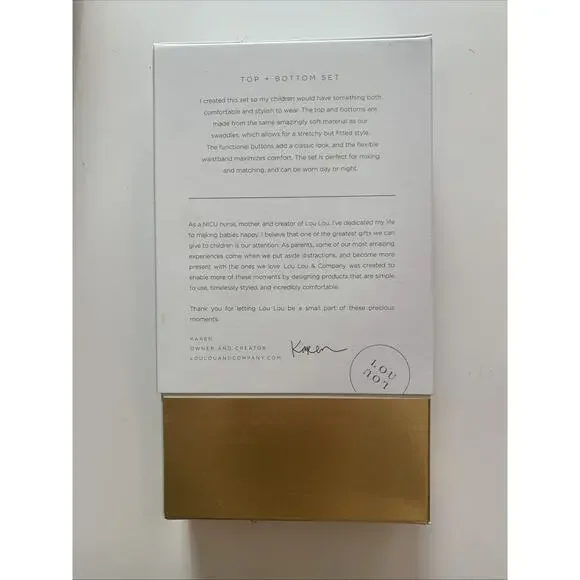 TOP + BOTTOM SET
I created this set so my children would have something both
comfortable and stylish to wear. The top and bottoms are
made from the same amazingly soft material as our
swaddles, which allows for a stretchy but fitted style.
The functional buttons add a classic look, and the flexible
waistband maximizes comfort. The set is perfect for mixing
and matching, and can be worn day or night.
As a NICU nurse, mother, and creator of Lou Lou, I've dedicated my life
to making babies happy. I believe that one of the greatest gifts we can
give to children is our attention. As parents, some of our most amazing
experiences come when we put aside distractions, and become more
present with the ones we love. Lou Lou & Company was created to
enable more of these moments by designing products that are simple
to use, timelessly styled, and incredibly comfortable.
Thank you for letting Lou Lou be a small part of these precious
moments.
KAREN
OWNER AND CREATOR
LOULOUANDCOMPANY.COM
Karen
LOU
LOU